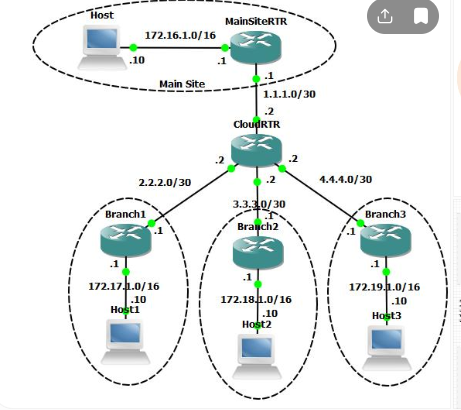 Host
MainSiteRTR
172.16.1.0/16
.10
.1
Main Site
.1
1.1.1.0/30
.2
CloudRTR
.2
.2
.2
2.2.2.0/30
3.3.3.0/30
4.4.4.0/30
Branch1
.1
.1
Branch2
Branch3
.1
.1
.1
.1
172.17.1.0/16
.10
Host1
172.18.1.0/16
.10
Host2
172.19.1.0/16
.10
Host3